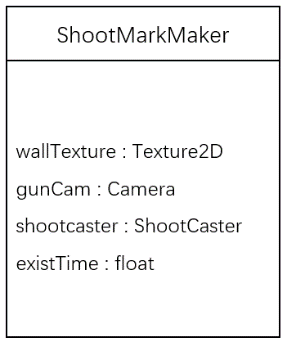 ShootMarkMaker
wallTexture : Texture2D
gunCam : Camera
shootcaster : ShootCaster
existTime : float